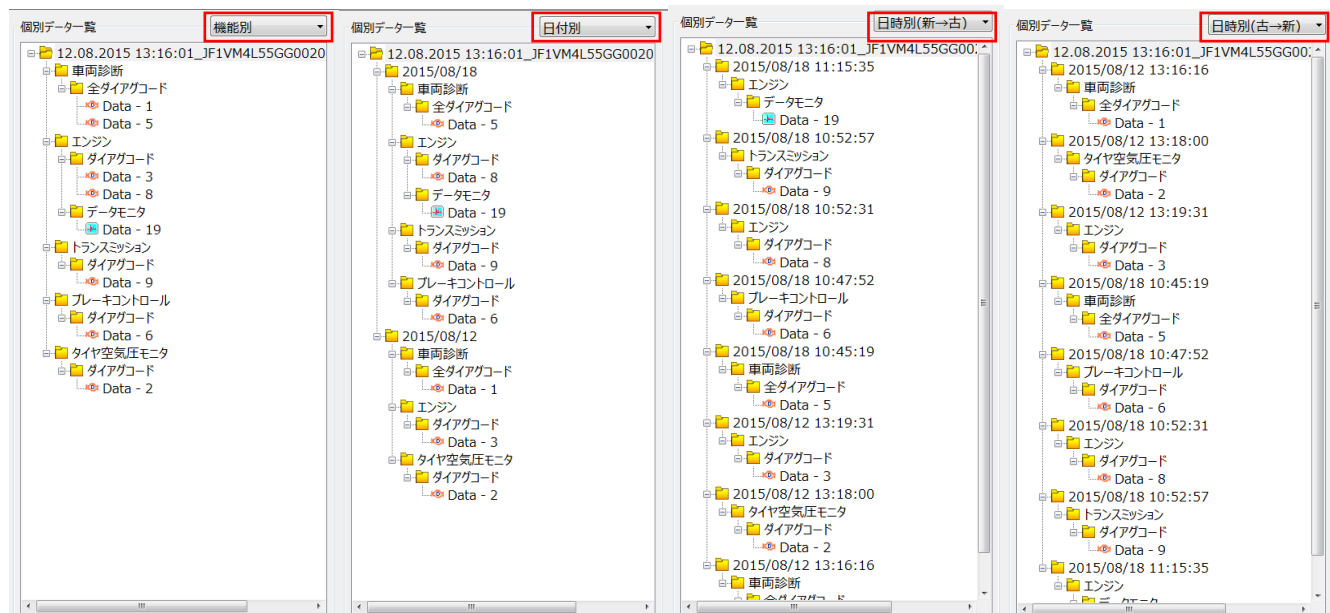 個別データ一覧
機能別
12.08.2015 13:16:01_JF1VM4L55GG0020
車両診断
全ダイアグコード
Data - 1
Data - 5
エンジン
ダイアグコード
Data - 3
Data - 8
データモニタ
Data - 19
トランスミッション
ダイアグコード
Data - 9
ブレーキコントロール
ダイアグコード
Data - 6
タイヤ空気圧モニタ
ダイアグコード
Data - 2
個別データ一覧
日付別
12.08.2015 13:16:01_JF1VM4L55GG0020
2015/08/18
車両診断
全ダイアグコード
Data - 5
エンジン
ダイアグコード
Data - 8
データモニタ
Data - 19
トランスミッション
ダイアグコード
Data - 9
ブレーキコントロール
ダイアグコード
Data - 6
2015/08/12
車両診断
全ダイアグコード
Data - 1
エンジン
ダイアグコード
Data - 3
タイヤ空気圧モニタ
ダイアグコード
Data - 2
個別データ一覧
日時別(新→古)
12.08.2015 13:16:01_JF1VM4L55GG00
2015/08/18 11:15:35
エンジン
データモニタ
Data - 19
2015/08/18 10:52:57
トランスミッション
ダイアグコード
Data - 9
2015/08/18 10:52:31
エンジン
ダイアグコード
Data - 8
2015/08/18 10:47:52
ブレーキコントロール
ダイアグコード
Data - 6
2015/08/18 10:45:19
車両診断
全ダイアグコード
Data - 5
2015/08/12 13:19:31
エンジン
ダイアグコード
Data - 3
2015/08/12 13:18:00
タイヤ空気圧モニタ
ダイアグコード
Data - 2
2015/08/12 13:16:16
車両診断
全ダイアグコード
個別データ一覧
日時別(古→新)
12.08.2015 13:16:01_JF1VM4L55GG00
2015/08/12 13:16:16
車両診断
全ダイアグコード
Data - 1
2015/08/12 13:18:00
タイヤ空気圧モニタ
ダイアグコード
Data - 2
2015/08/12 13:19:31
エンジン
ダイアグコード
Data - 3
2015/08/18 10:45:19
車両診断
全ダイアグコード
Data - 5
2015/08/18 10:47:52
ブレーキコントロール
ダイアグコード
Data - 6
2015/08/18 10:52:31
エンジン
ダイアグコード
Data - 8
2015/08/18 10:52:57
トランスミッション
ダイアグコード
Data - 9
2015/08/18 11:15:35
エンジン
データモニタ